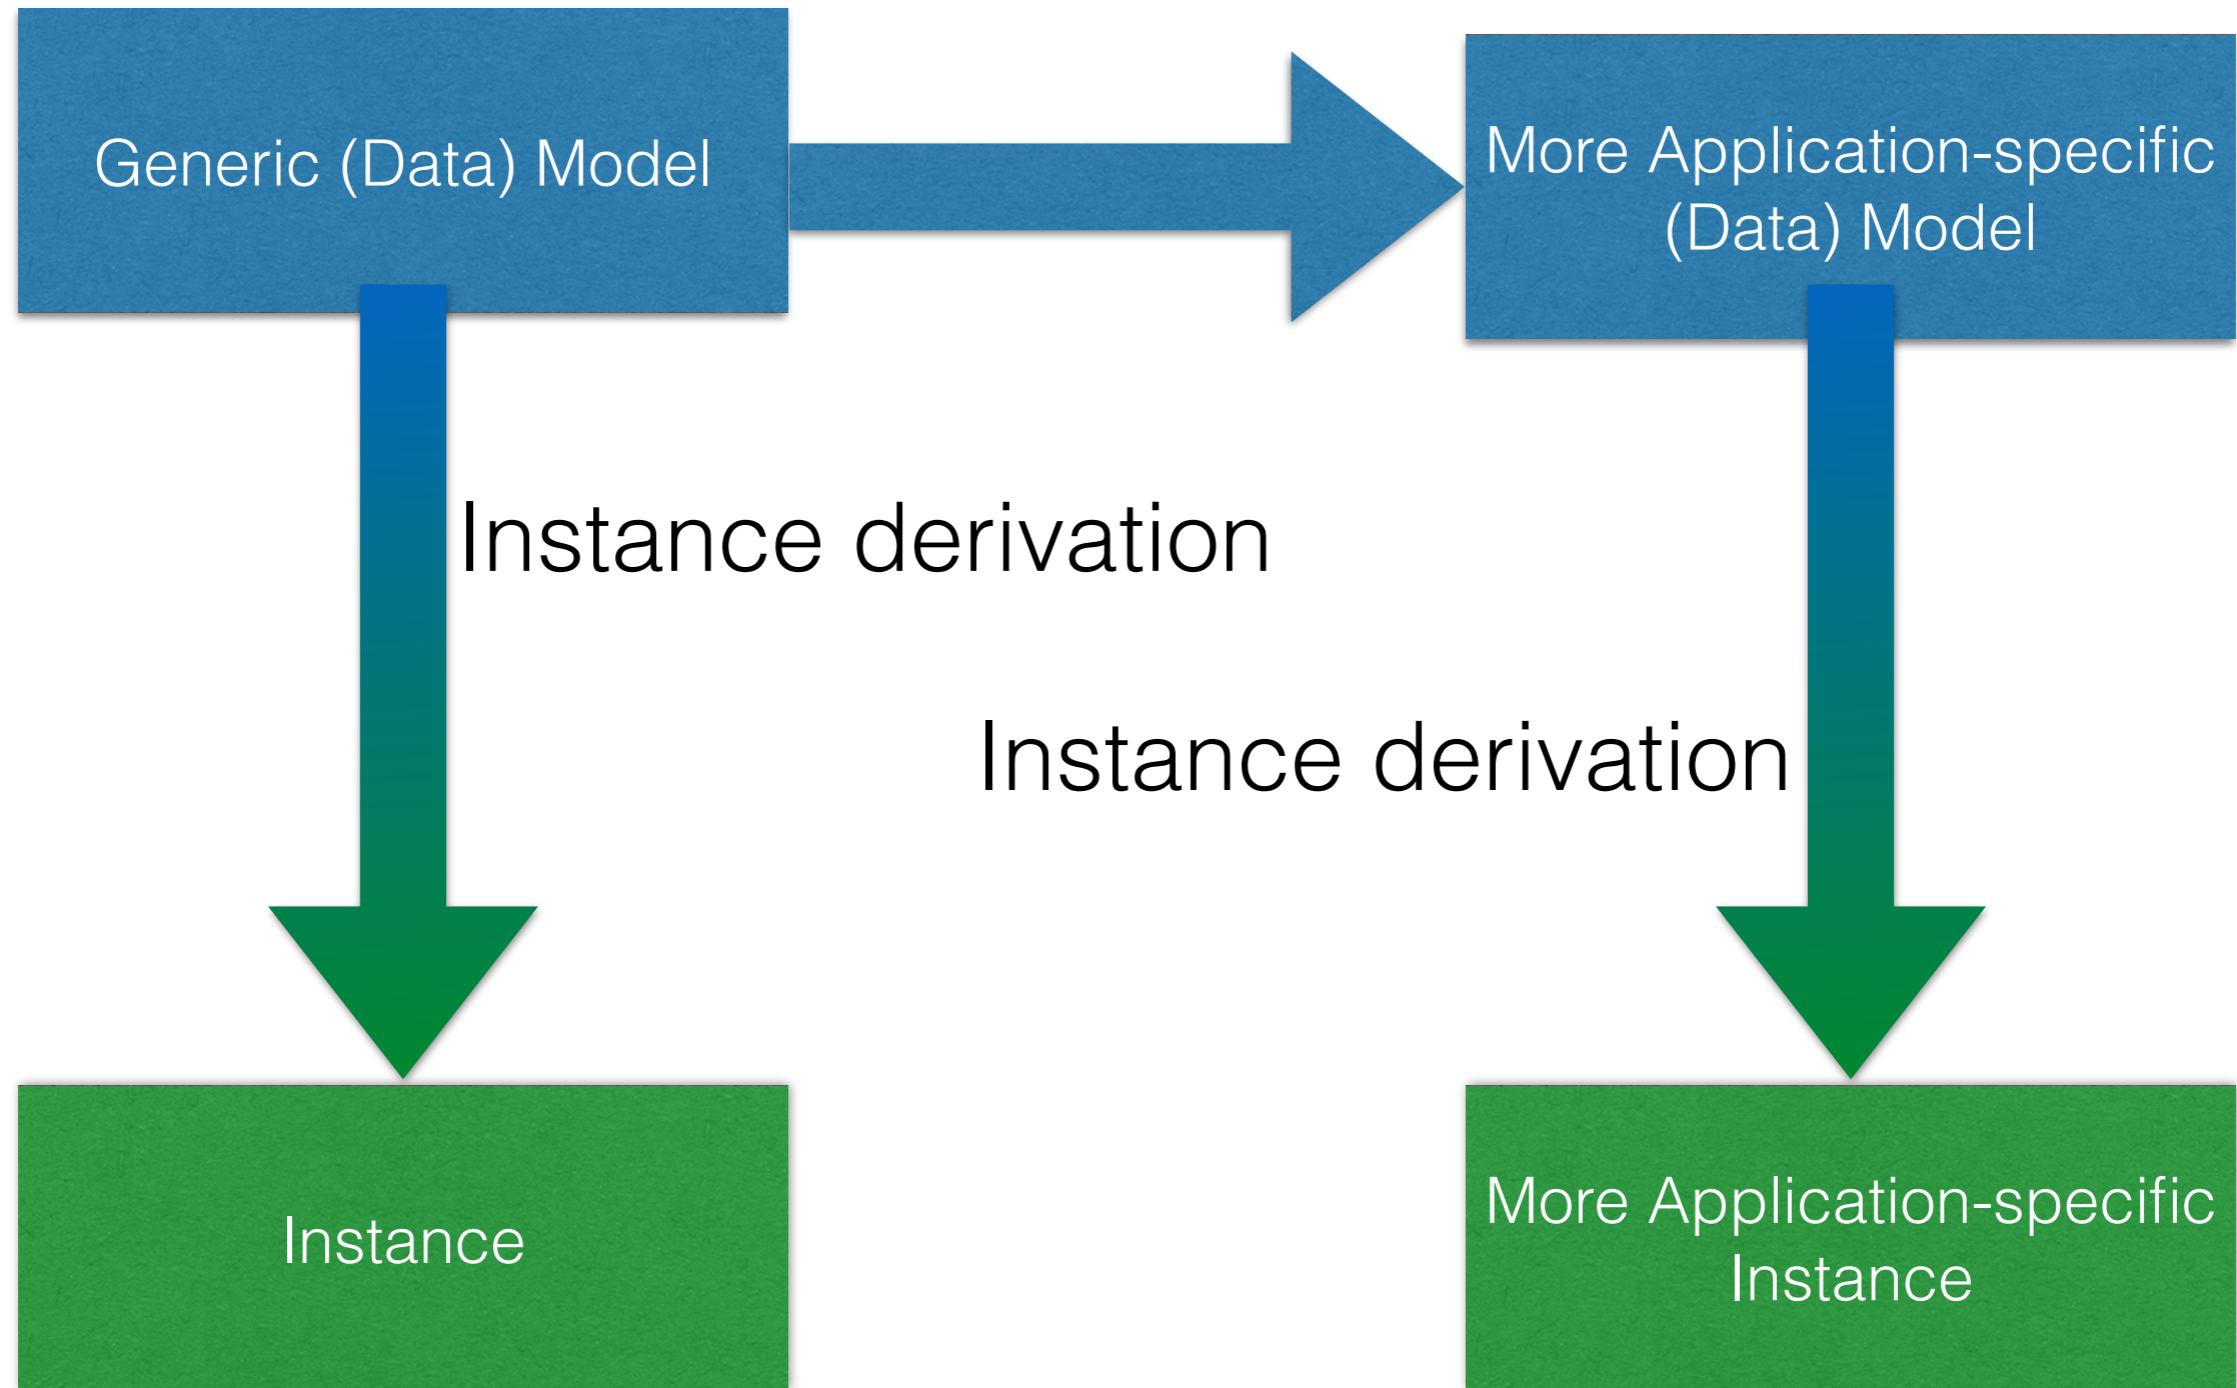 Generic (Data) Model
More Application-specific
(Data) Model
Instance derivation
Instance derivation
Instance
More Application-specific
Instance